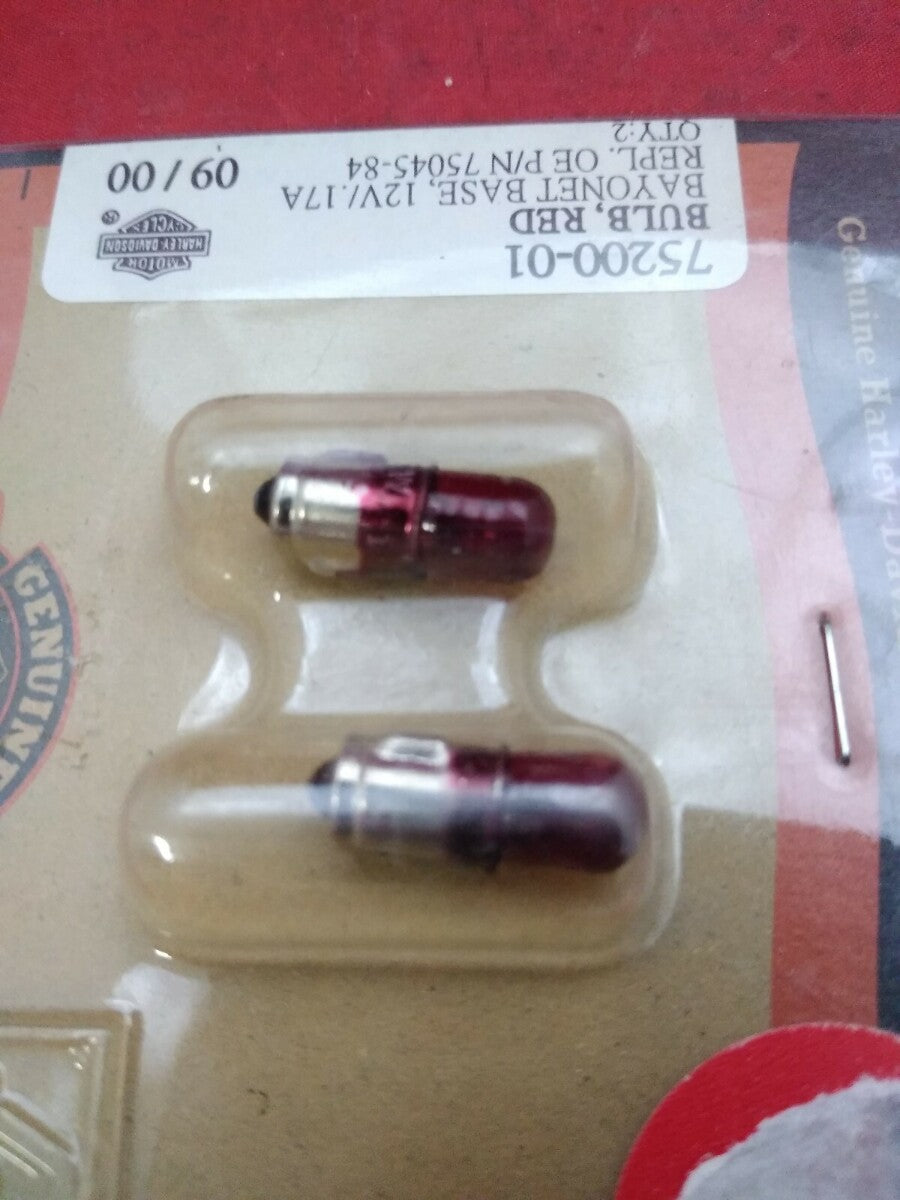 75200-01
BULB, RED
BAYONET BASE, 12V/.17A
REPL. OE P/N 75045-84
QTY:2
MOTOR
HARLEY-DAVIDSON
CYCLES
®
09 / 00
Genuine Harley-Dav
GENUINE